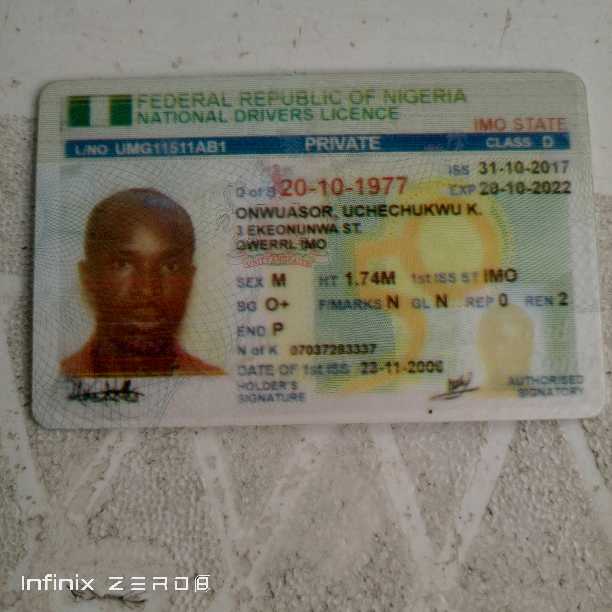 FEDERAL REPUBLIC OF NIGERIA
NATIONAL DRIVERS LICENCE
IMO STATE
L/NO UMG11511AB1 PRIVATE CLASS D
ISS 31-10-2017
D of B 20-10-1977 EXP 20-10-2022
ONWUASOR, UCHECHUKWU K.
3 EKEONUNWA ST.
OWERRI, IMO
SEX M HT 1.74M 1st ISS ST IMO
BG O+ F/MARKS N GL N REP 0 REN 2
END P
N of K 07037283337
DATE OF 1st ISS 23-11-2006
HOLDER'S
SIGNATURE
AUTHORISED
SIGNATORY
Infinix ZERO 8